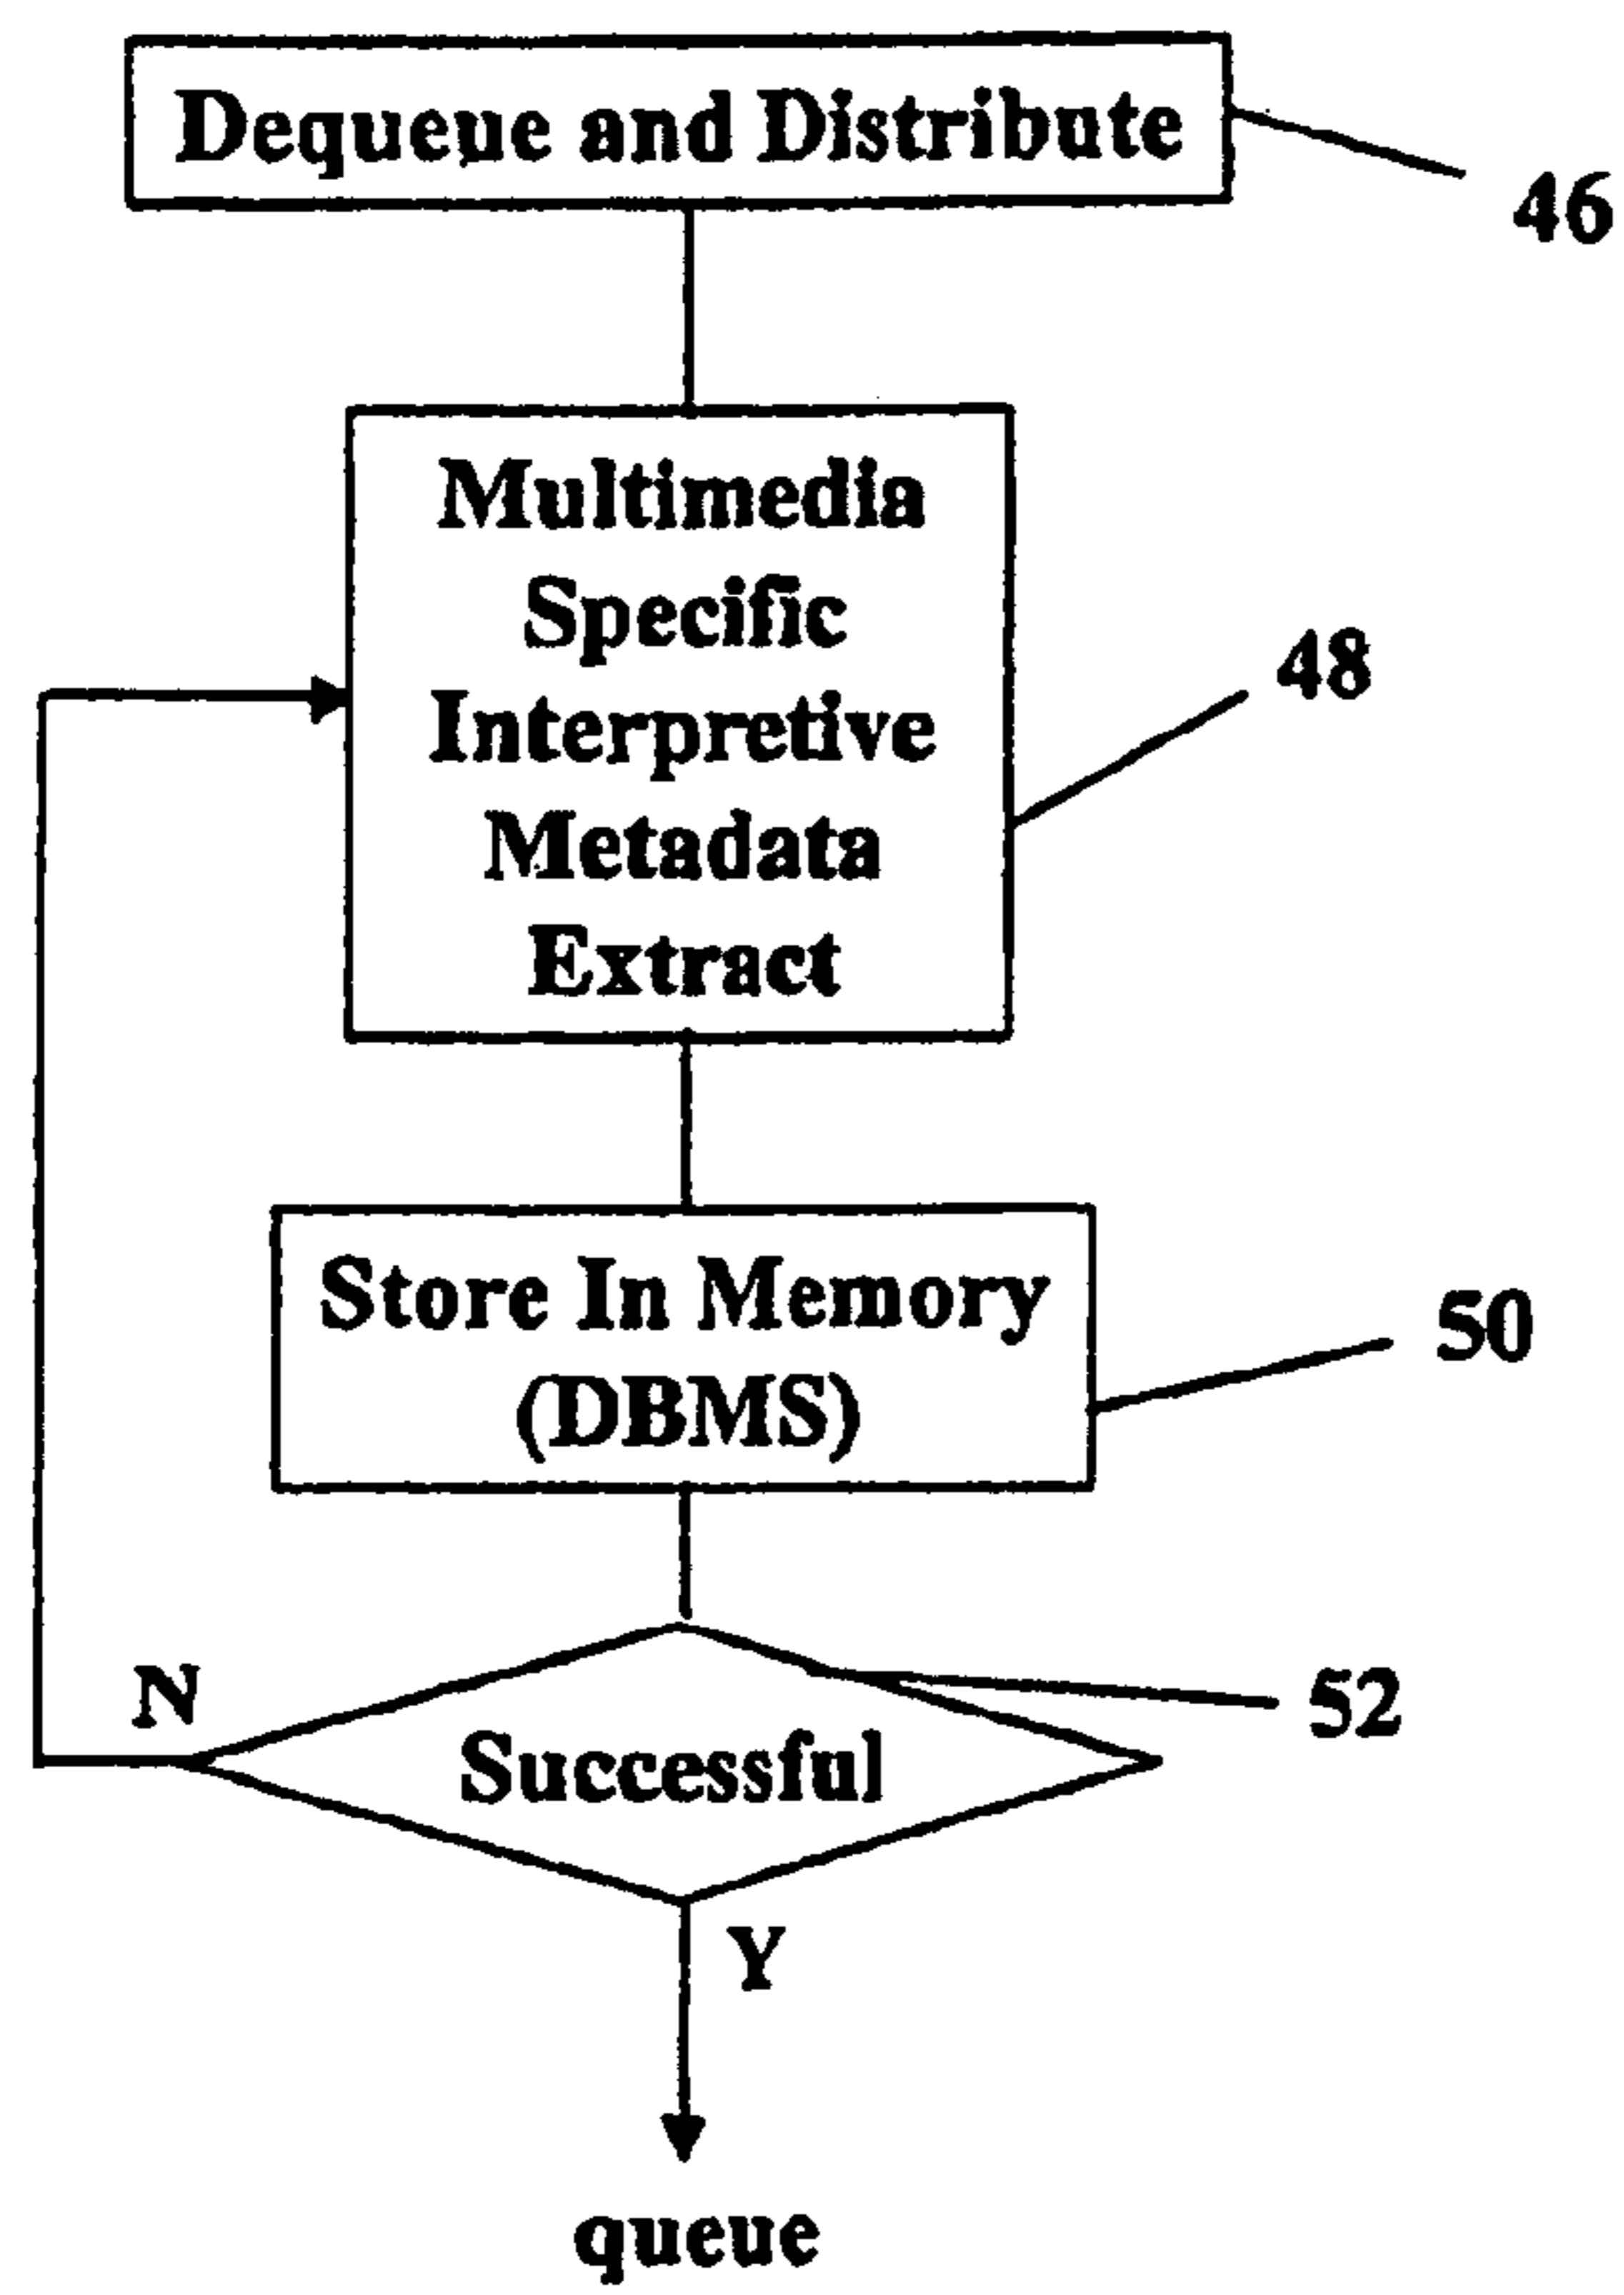 Dequeue and Distribute
46
Multimedia
Specific
Interpretive
Metadata
Extract
48
Store In Memory
(DBMS)
50
N
Successful
52
Y
queue